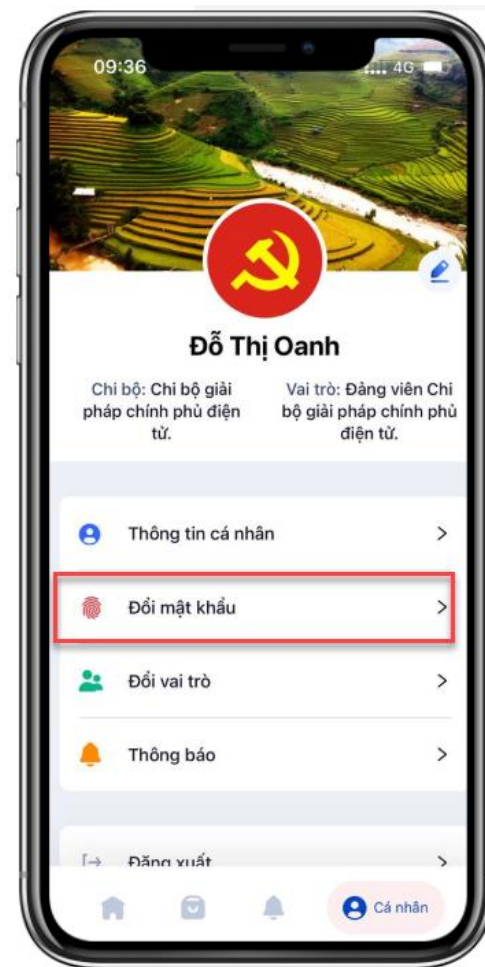 09:36
4G
Đỗ Thị Oanh
Chi bộ: Chi bộ giải
pháp chính phủ điện
tử.
Vai trò: Đảng viên Chi
bộ giải pháp chính phủ
điện tử.
Thông tin cá nhân
Đổi mật khẩu
Đổi vai trò
Thông báo
Đăng xuất
Cá nhân